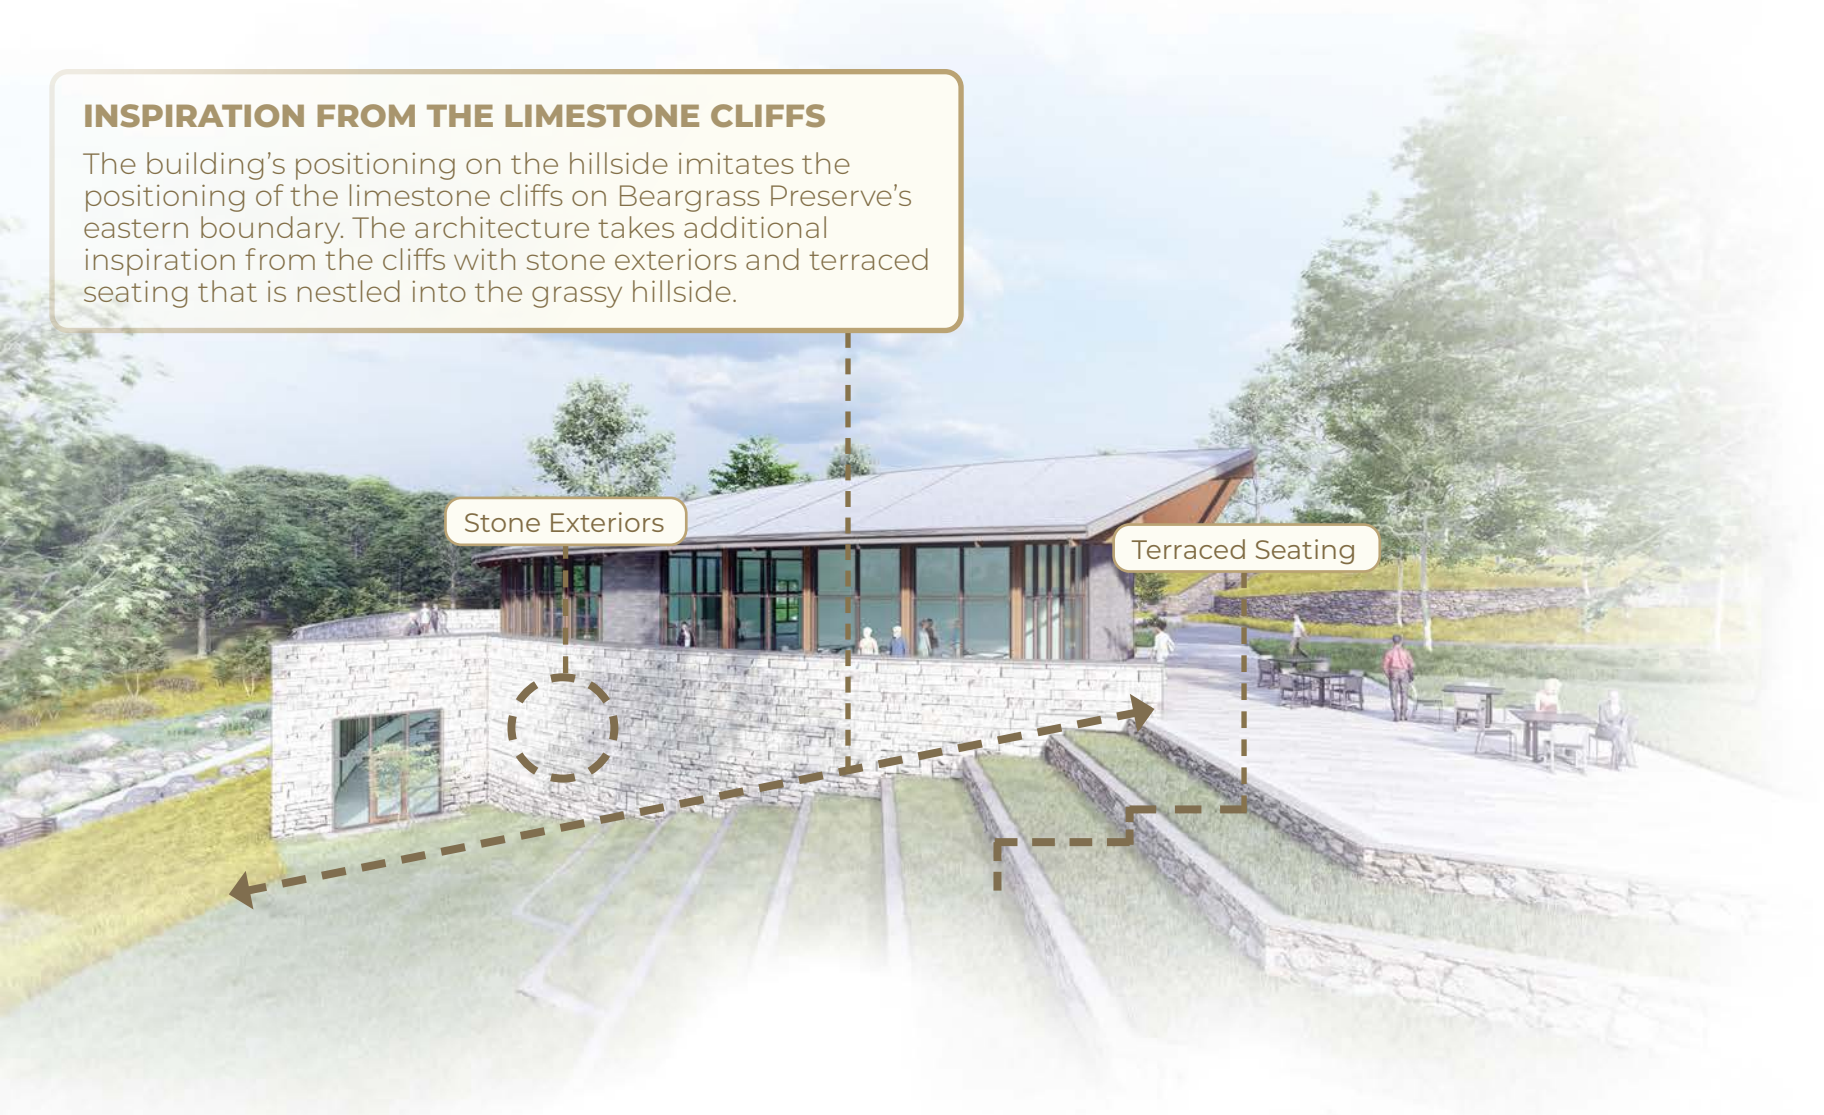 INSPIRATION FROM THE LIMESTONE CLIFFS
The building’s positioning on the hillside imitates the
positioning of the limestone cliffs on Beargrass Preserve’s
eastern boundary. The architecture takes additional
inspiration from the cliffs with stone exteriors and terraced
seating that is nestled into the grassy hillside.
Stone Exteriors
Terraced Seating